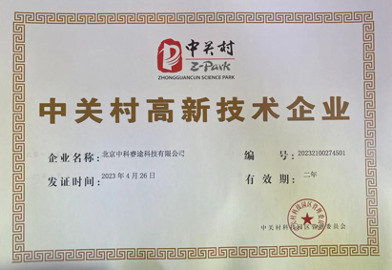 中关村
Z-Park
ZHONGGUANCUN SCIENCE PARK
中关村高新技术企业
企业名称：北京中科睿途科技有限公司 编 号：20232100274501
发证时间：2023年4月26日 有 效 期：二年
中关村科技园区管理委员会